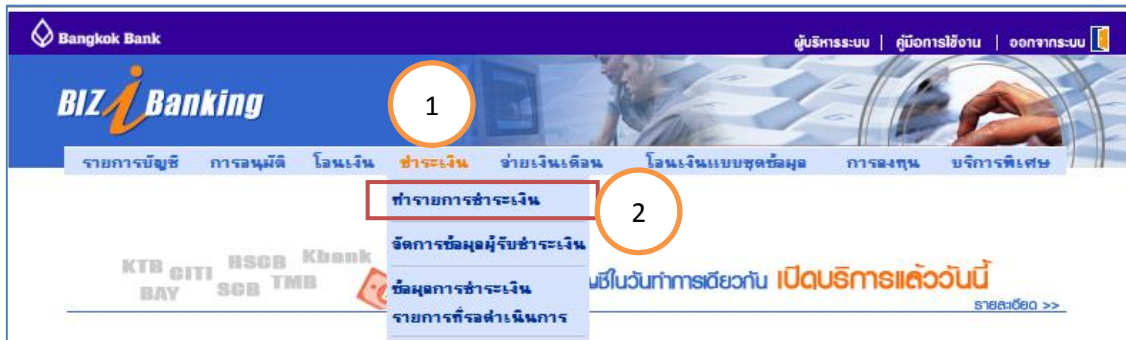 Bangkok Bank
ผู้บริหารระบบ | คู่มือการใช้งาน | ออกจากระบบ
BIZ i Banking
1
รายการบัญชี การอนุมัติ โอนเงิน ชำระเงิน จ่ายเงินเดือน โอนเงินแบบชุดข้อมูล การลงทุน บริการพิเศษ
ทำรายการชำระเงิน
2
จัดการข้อมูลผู้รับชำระเงิน
KTB CITI HSCB Kbank
BAY SCB TMB
ญชีในวันทำการเดียวกัน เปิดบริการแล้ววันนี้
ข้อมูลการชำระเงิน
รายการที่รอดำเนินการ
รายละเอียด >>